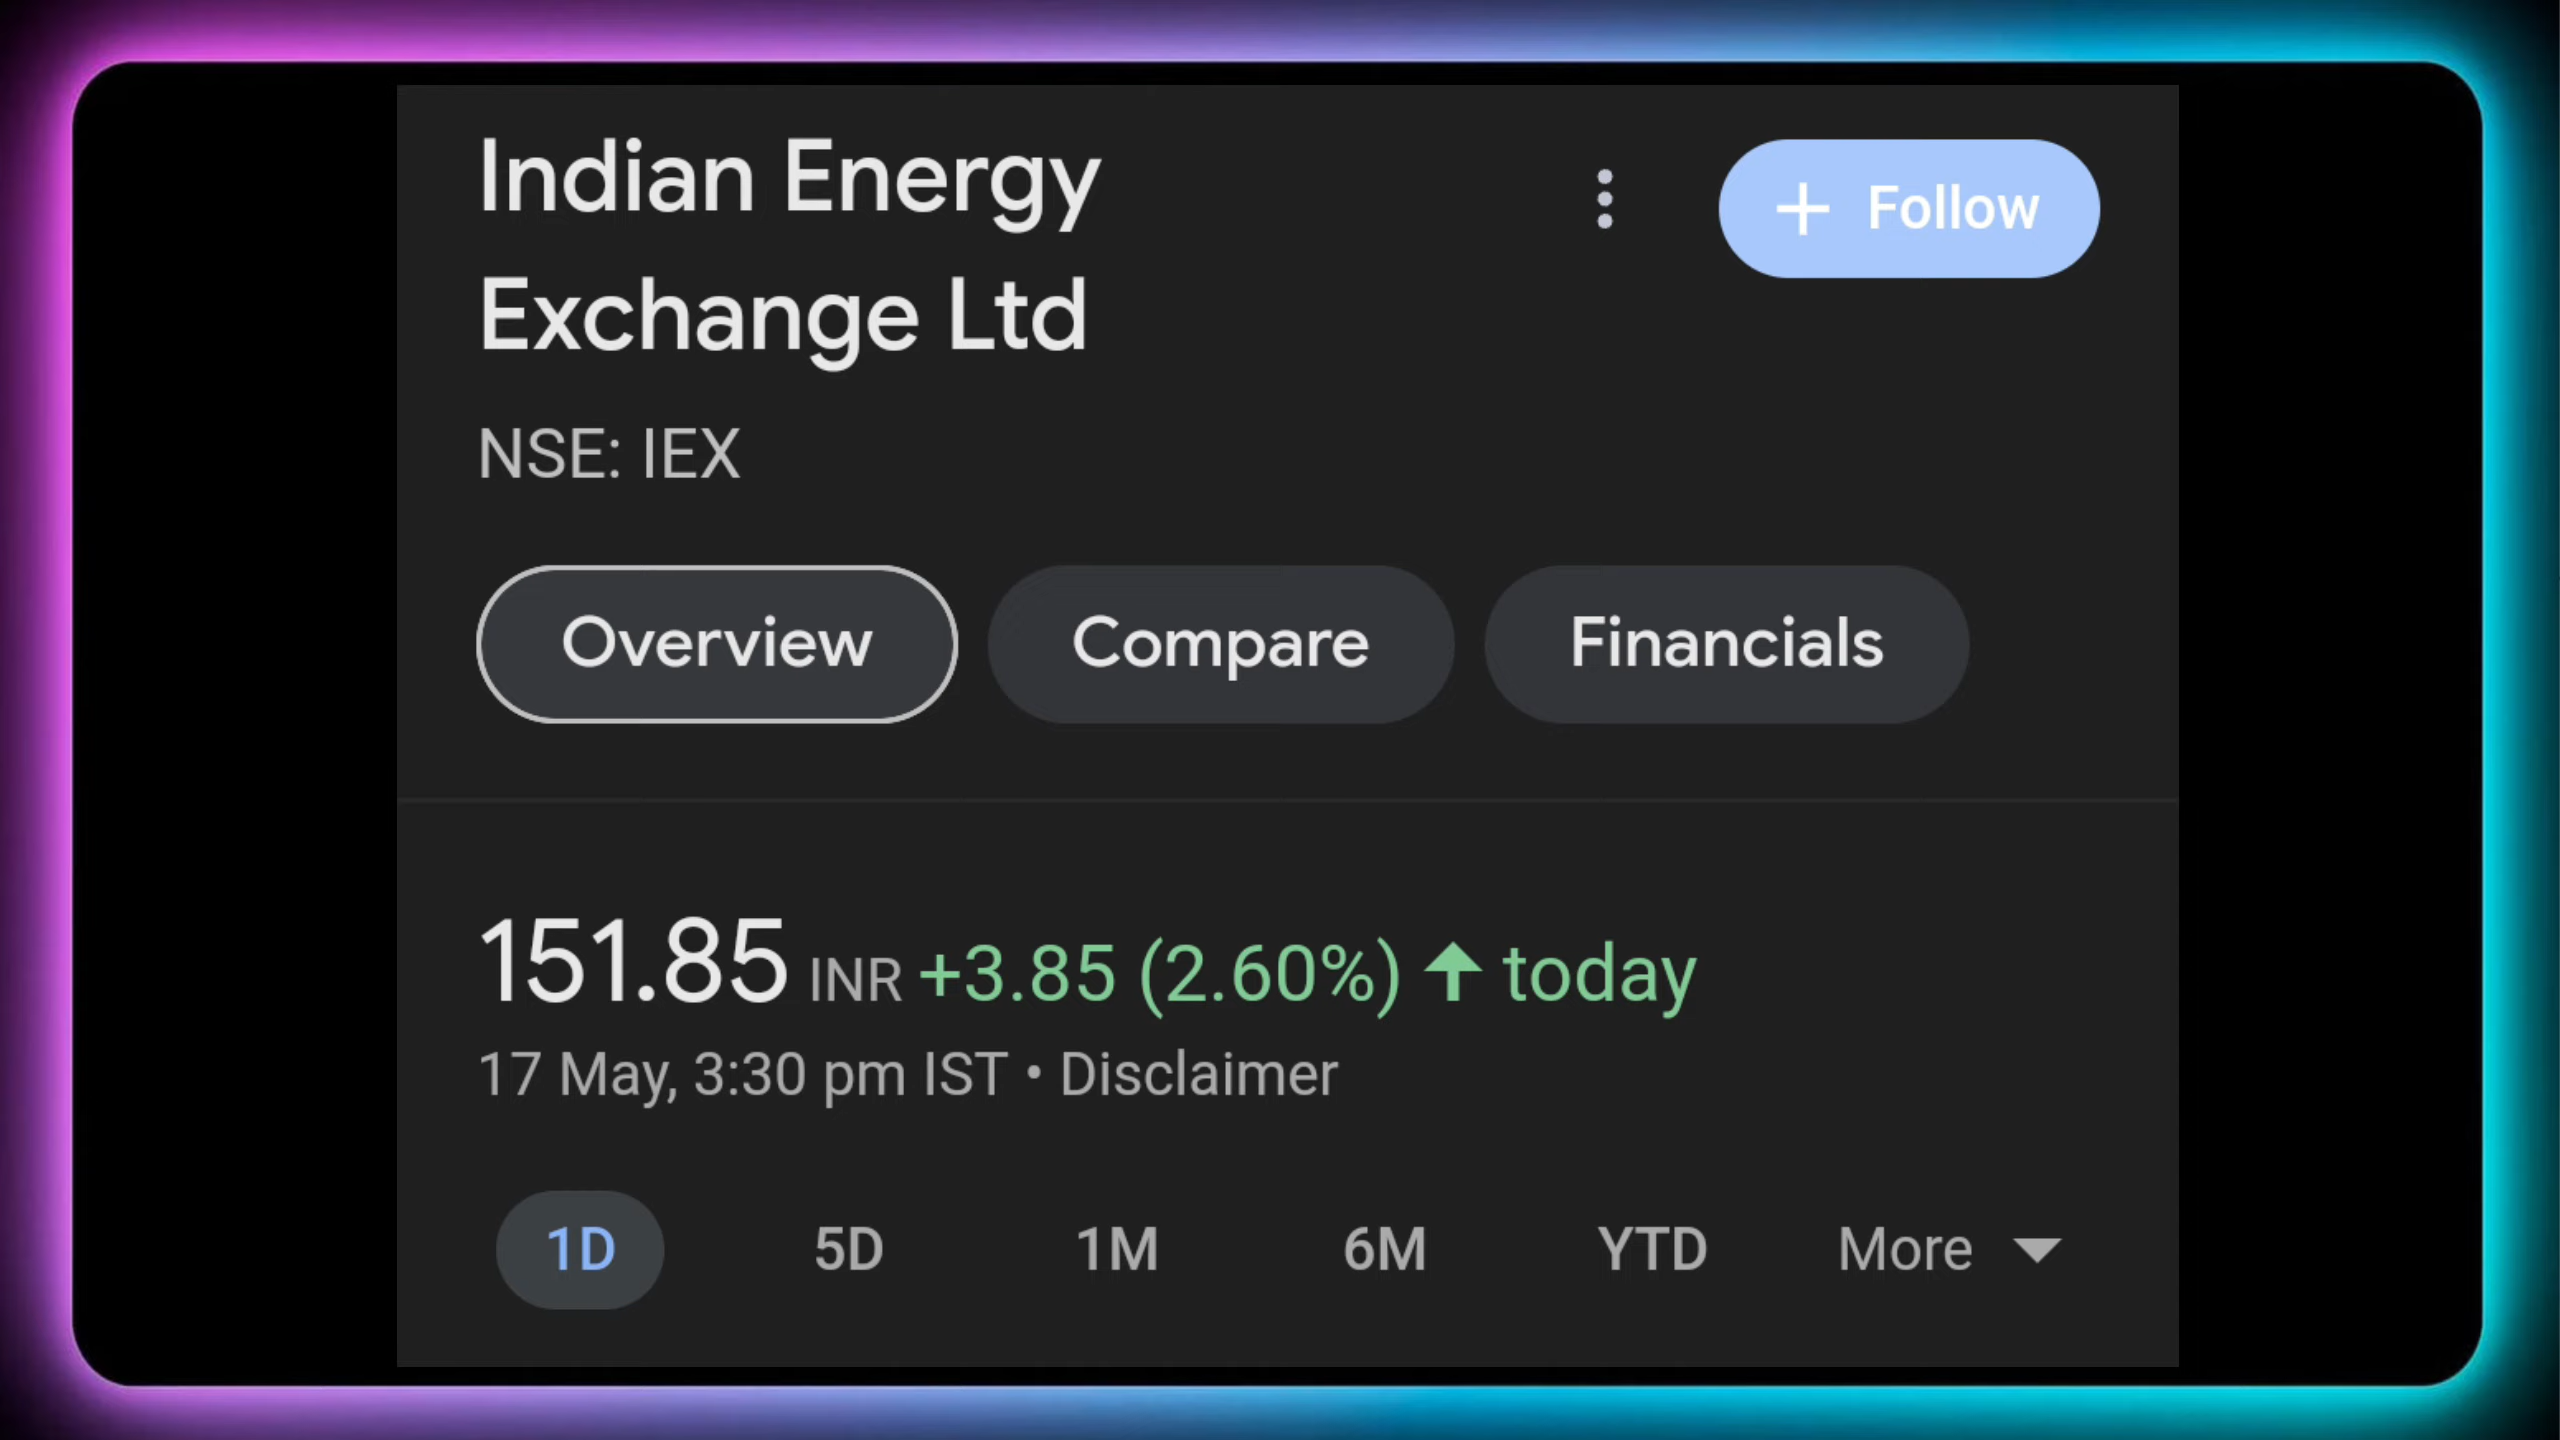 Indian Energy
Exchange Ltd
+ Follow
NSE: IEX
Overview Compare Financials
151.85 INR +3.85 (2.60%) ↑ today
17 May, 3:30 pm IST • Disclaimer
1D 5D 1M 6M YTD More